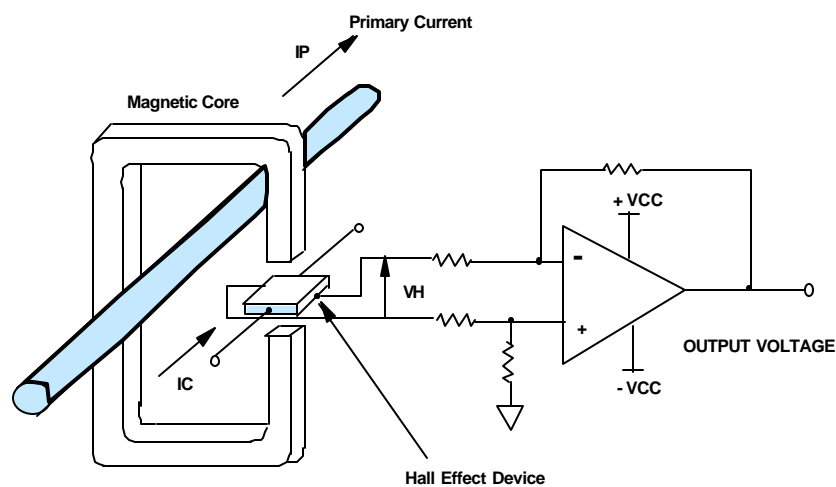 Primary Current
IP
Magnetic Core
+ VCC
-
VH
+
OUTPUT VOLTAGE
IC
- VCC
Hall Effect Device